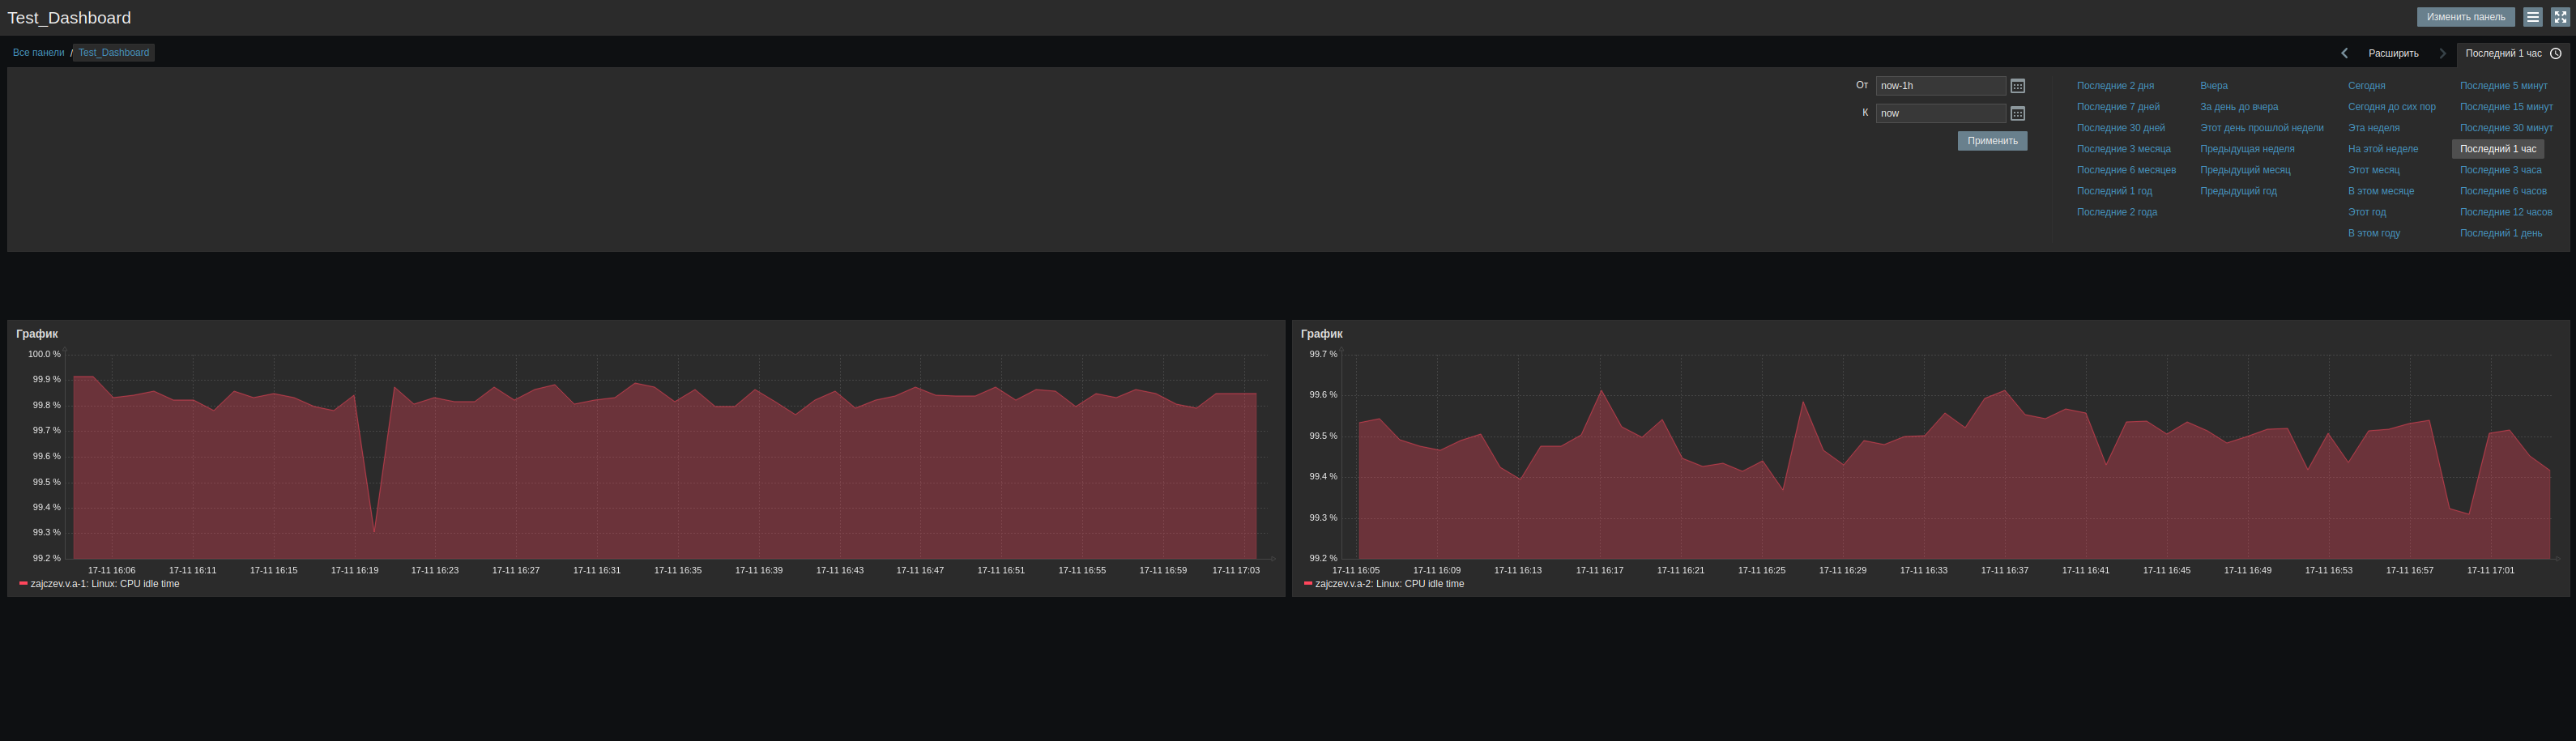 Test_Dashboard
Изменить панель
Все панели / Test_Dashboard
Расширить
Последний 1 час
От now-1h
К now
Применить
Последние 2 дня Вчера Сегодня Последние 5 минут
Последние 7 дней За день до вчера Сегодня до сих пор Последние 15 минут
Последние 30 дней Этот день прошлой недели Эта неделя Последние 30 минут
Последние 3 месяца Предыдущая неделя На этой неделе Последний 1 час
Последние 6 месяцев Предыдущий месяц Этот месяц Последние 3 часа
Последний 1 год Предыдущий год В этом месяце Последние 6 часов
Последние 2 года Этот год Последние 12 часов
В этом году Последний 1 день
График
100.0 %
99.9 %
99.8 %
99.7 %
99.6 %
99.5 %
99.4 %
99.3 %
99.2 %
17-11 16:06 17-11 16:11 17-11 16:15 17-11 16:19 17-11 16:23 17-11 16:27 17-11 16:31 17-11 16:35 17-11 16:39 17-11 16:43 17-11 16:47 17-11 16:51 17-11 16:55 17-11 16:59 17-11 17:03
zajczev.v.a-1: Linux: CPU idle time
График
99.7 %
99.6 %
99.5 %
99.4 %
99.3 %
99.2 %
17-11 16:05 17-11 16:09 17-11 16:13 17-11 16:17 17-11 16:21 17-11 16:25 17-11 16:29 17-11 16:33 17-11 16:37 17-11 16:41 17-11 16:45 17-11 16:49 17-11 16:53 17-11 16:57 17-11 17:01
zajczev.v.a-2: Linux: CPU idle time